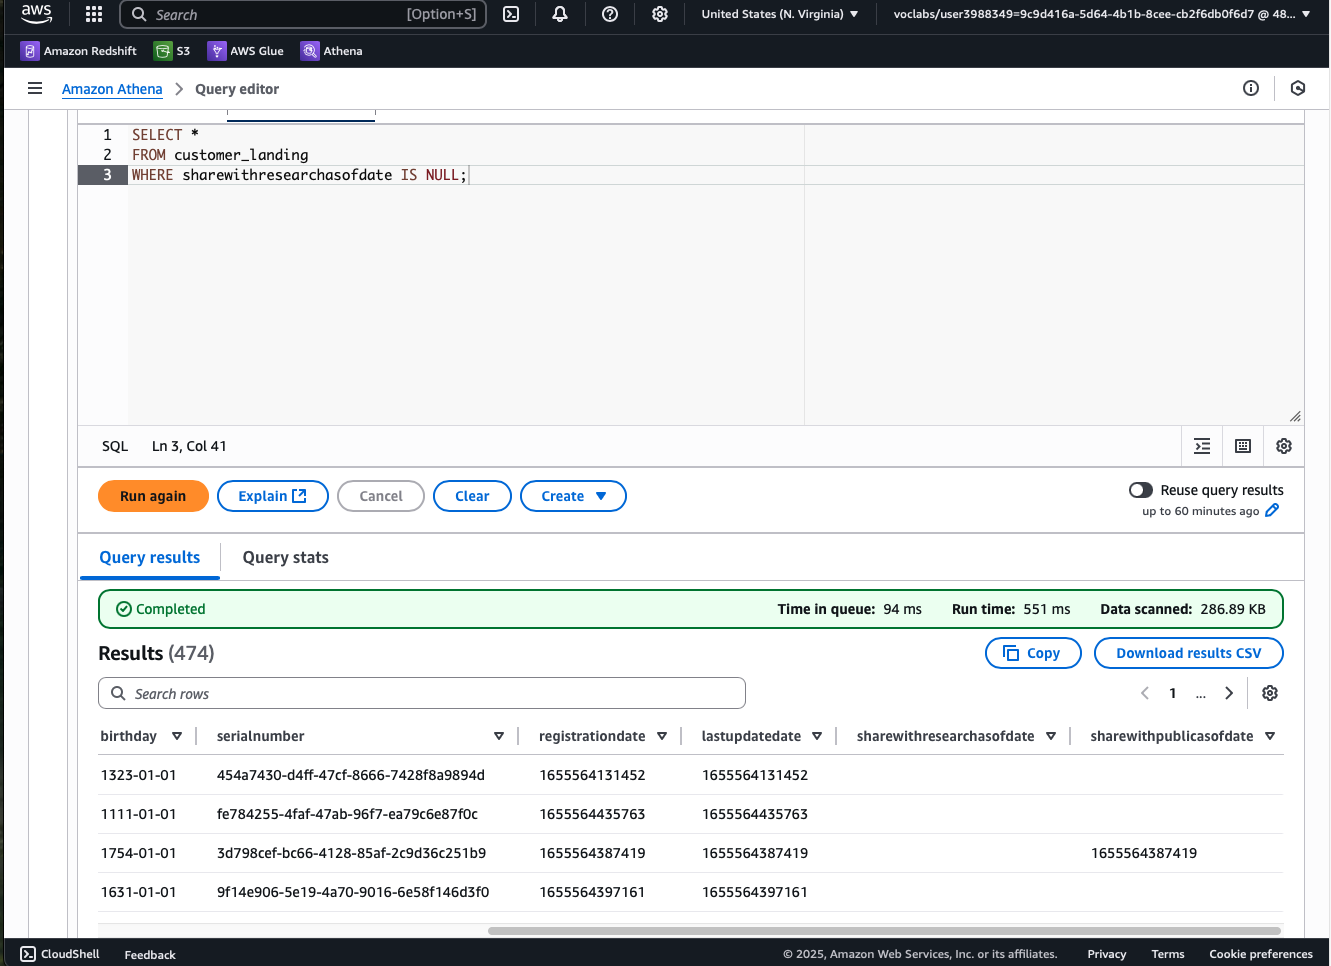 aws
Search [Option+S] United States (N. Virginia) voclabs/user3988349=9c9d416a-5d64-4b1b-8cee-cb2f6db0f6d7 @ 48...
Amazon Redshift S3 AWS Glue Athena
Amazon Athena > Query editor
1 SELECT *
2 FROM customer_landing
3 WHERE sharewithresearchasofdate IS NULL;
SQL Ln 3, Col 41
Run again Explain Cancel Clear Create Reuse query results
up to 60 minutes ago
Query results Query stats
Completed Time in queue: 94 ms Run time: 551 ms Data scanned: 286.89 KB
Results (474) Copy Download results CSV
Search rows 1 ...
birthday serialnumber registrationdate lastupdatedate sharewithresearchasofdate sharewithpublicasofdate
1323-01-01 454a7430-d4ff-47cf-8666-7428f8a9894d 1655564131452 1655564131452
1111-01-01 fe784255-4faf-47ab-96f7-ea79c6e87f0c 1655564435763 1655564435763
1754-01-01 3d798cef-bc66-4128-85af-2c9d36c251b9 1655564387419 1655564387419 1655564387419
1631-01-01 9f14e906-5e19-4a70-9016-6e58f146d3f0 1655564397161 1655564397161
CloudShell Feedback © 2025, Amazon Web Services, Inc. or its affiliates. Privacy Terms Cookie preferences